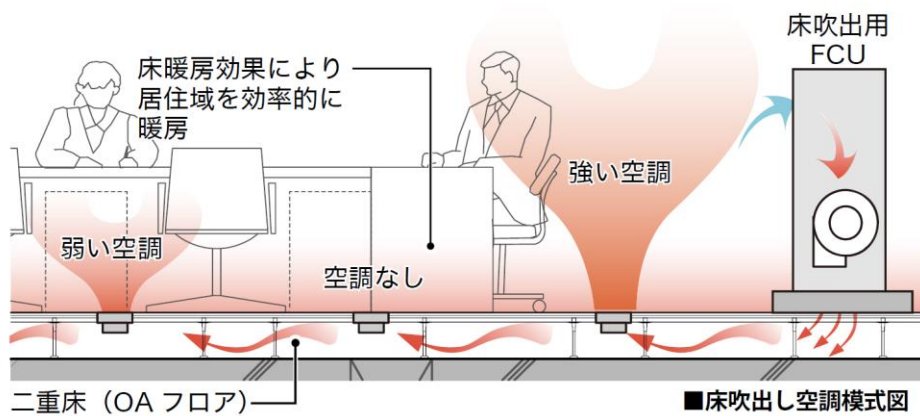 床吹出用
FCU
床暖房効果により
居住域を効率的に
暖房
強い空調
弱い空調
空調なし
二重床（OA フロア）
■床吹出し空調模式図